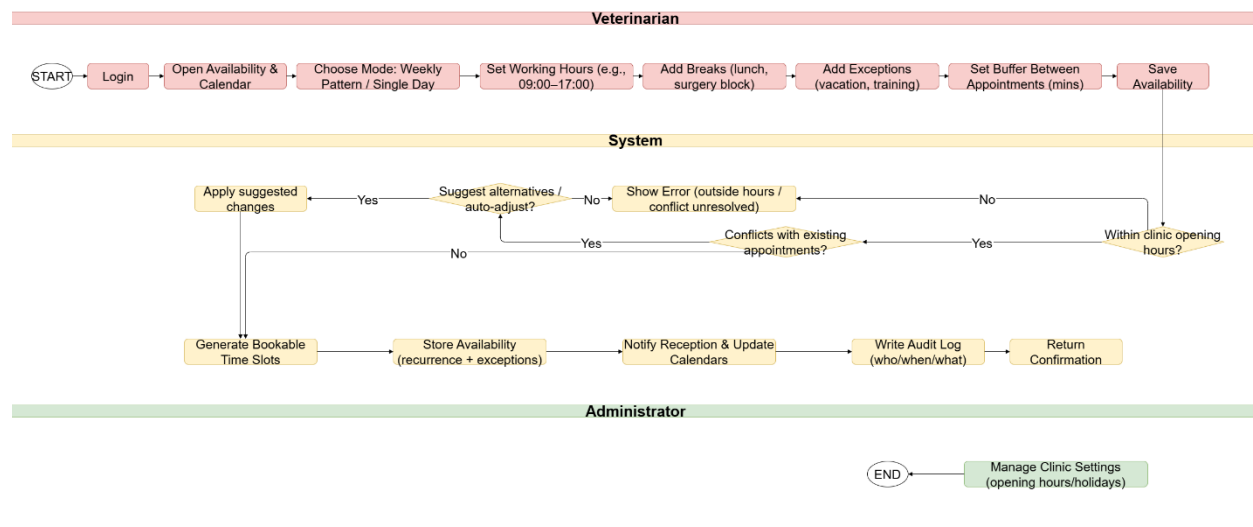 Veterinarian
START
Login
Open Availability &
Calendar
Choose Mode: Weekly
Pattern / Single Day
Set Working Hours (e.g.,
09:00–17:00)
Add Breaks (lunch,
surgery block)
Add Exceptions
(vacation, training)
Set Buffer Between
Appointments (mins)
Save
Availability
System
Apply suggested
changes
Yes
Suggest alternatives /
auto-adjust?
No
Show Error (outside hours /
conflict unresolved)
No
Within clinic opening
hours?
Yes
Conflicts with existing
appointments?
Yes
No
Generate Bookable
Time Slots
Store Availability
(recurrence + exceptions)
Notify Reception & Update
Calendars
Write Audit Log
(who/when/what)
Return
Confirmation
Administrator
END
Manage Clinic Settings
(opening hours/holidays)